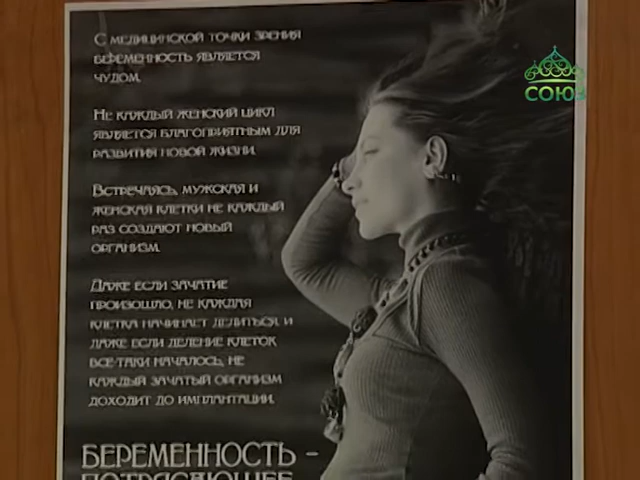 С МЕДИЦИНСКОЙ ТОЧКИ ЗРЕНИЯ
БЕРЕМЕННОСТЬ ЯВЛЯЕТСЯ
ЧУДОМ.
НЕ КАЖДЫЙ ЖЕНСКИЙ ЦИКЛ
ЯВЛЯЕТСЯ БЛАГОПРИЯТНЫМ ДЛЯ
РАЗВИТИЯ НОВОЙ ЖИЗНИ.
ВСТРЕЧАЯСЬ, МУЖСКАЯ И
ЖЕНСКАЯ КЛЕТКИ НЕ КАЖДЫЙ
РАЗ СОЗДАЮТ НОВЫЙ
ОРГАНИЗМ.
ДАЖЕ ЕСЛИ ЗАЧАТИЕ
ПРОИЗОШЛО, НЕ КАЖДАЯ
КЛЕТКА НАЧИНАЕТ ДЕЛИТЬСЯ, И
ДАЖЕ ЕСЛИ ДЕЛЕНИЕ КЛЕТОК
ВСЕ-ТАКИ НАЧАЛОСЬ, НЕ
КАЖДЫЙ ЗАЧАТЫЙ ОРГАНИЗМ
ДОХОДИТ ДО ИМПЛАНТАЦИИ.
БЕРЕМЕННОСТЬ -
ПОТРЯСАЮЩЕЕ
СОЮЗ